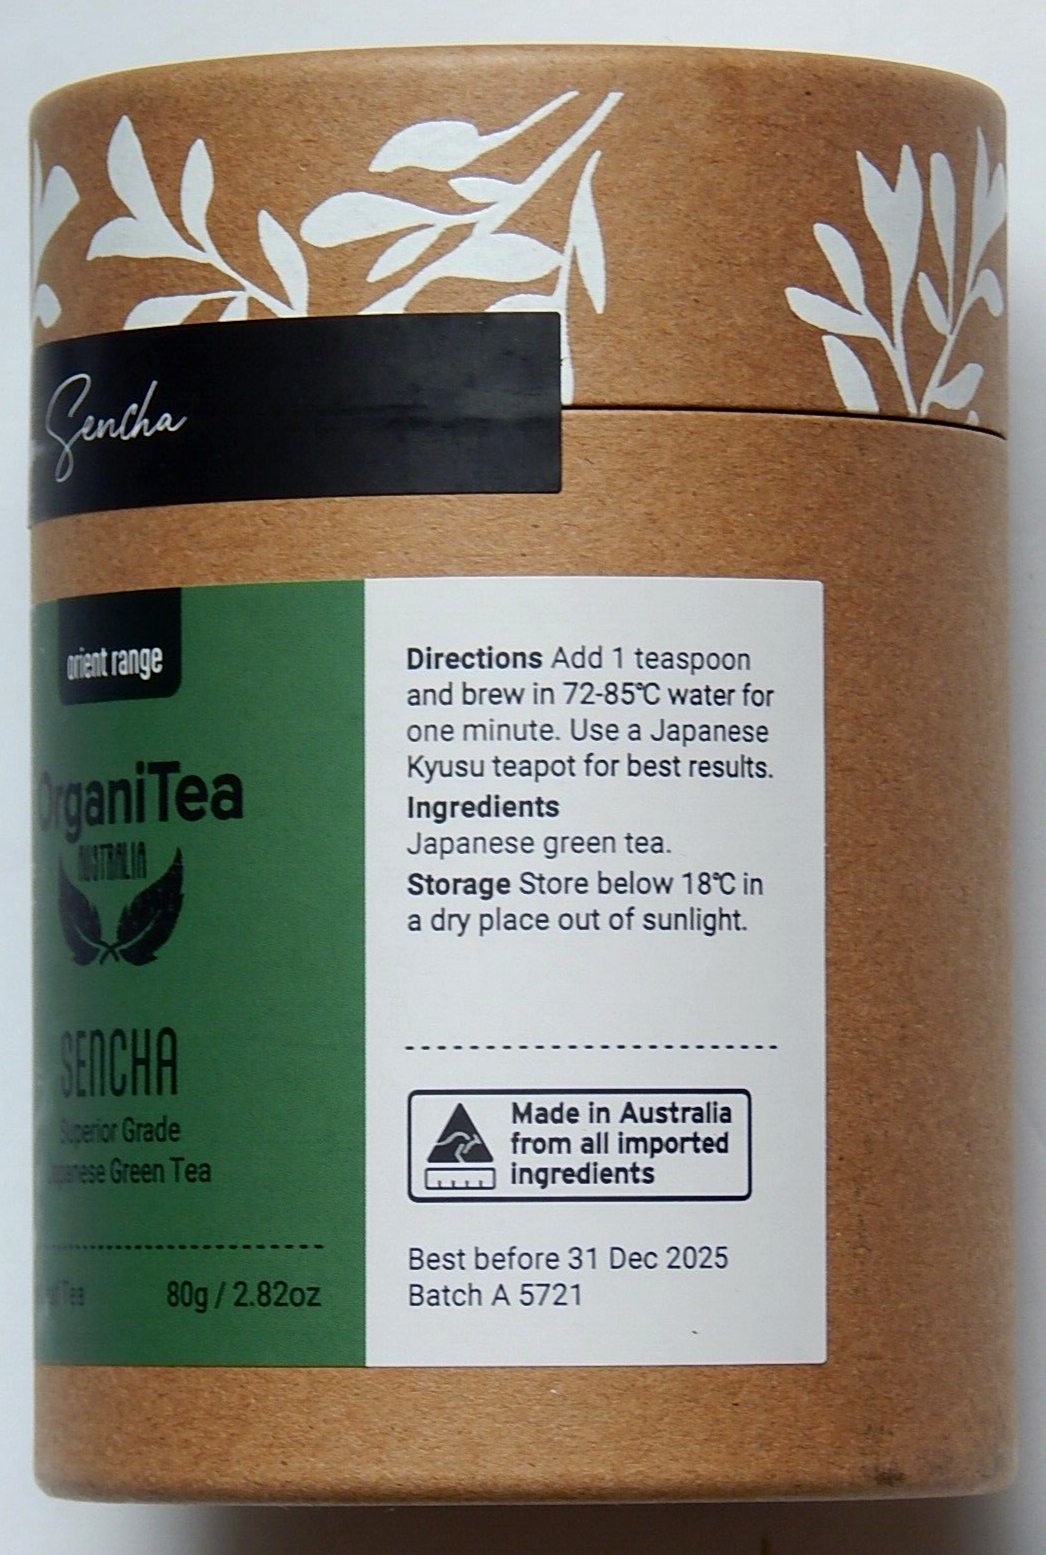 Sencha
orient range
OrganiTea
AUSTRALIA
SENCHA
Superior Grade
Japanese Green Tea
Tea
80g / 2.82oz
Directions Add 1 teaspoon
and brew in 72-85°C water for
one minute. Use a Japanese
Kyusu teapot for best results.
Ingredients
Japanese green tea.
Storage Store below 18°C in
a dry place out of sunlight.
Made in Australia
from all imported
ingredients
Best before 31 Dec 2025
Batch A 5721